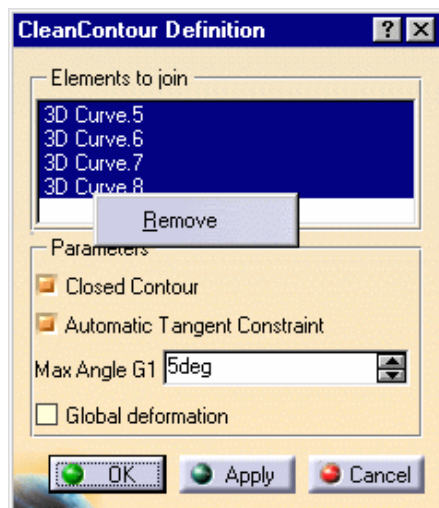 CleanContour Definition
Elements to join
3D Curve.5
3D Curve.6
3D Curve.7
3D Curve.8
Remove
Parameters
Closed Contour
Automatic Tangent Constraint
Max Angle G1 5deg
Global deformation
OK Apply Cancel